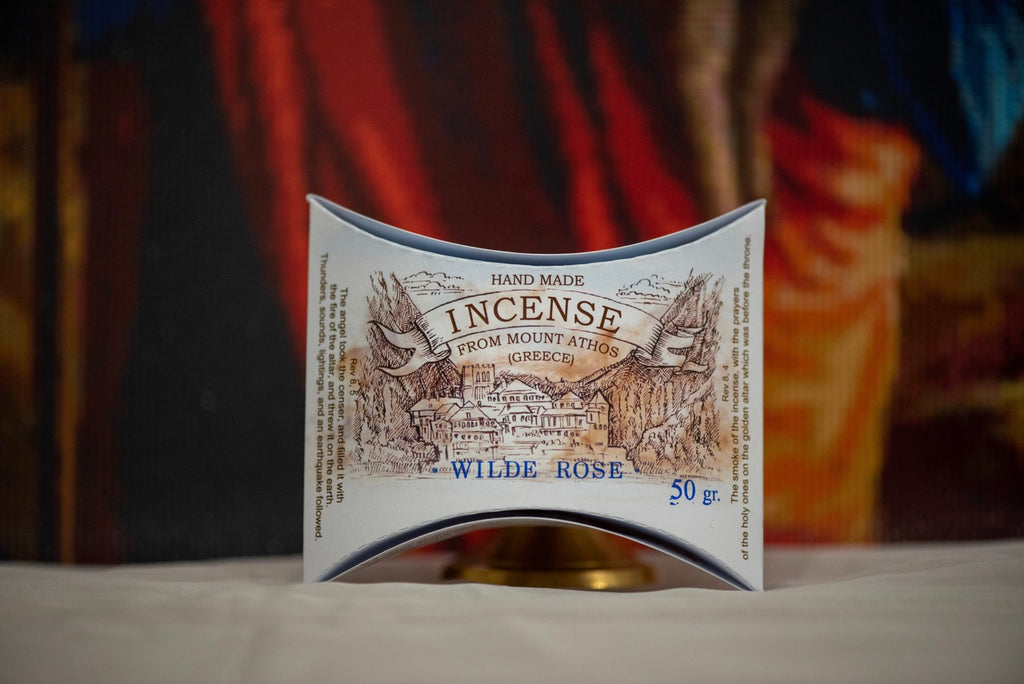 HAND MADE
INCENSE
FROM MOUNT ATHOS
(GREECE)
· WILDE ROSE ·
50 gr.
The angel took the censer, and filled it with
the fire of the altar, and threw it on the earth.
Thunders, sounds, lightings, and an earthquake followed.
Rev 8, 5
Rev 8, 4
The smoke of the incense, with the prayers
of the holy ones on the golden altar which was before the throne.